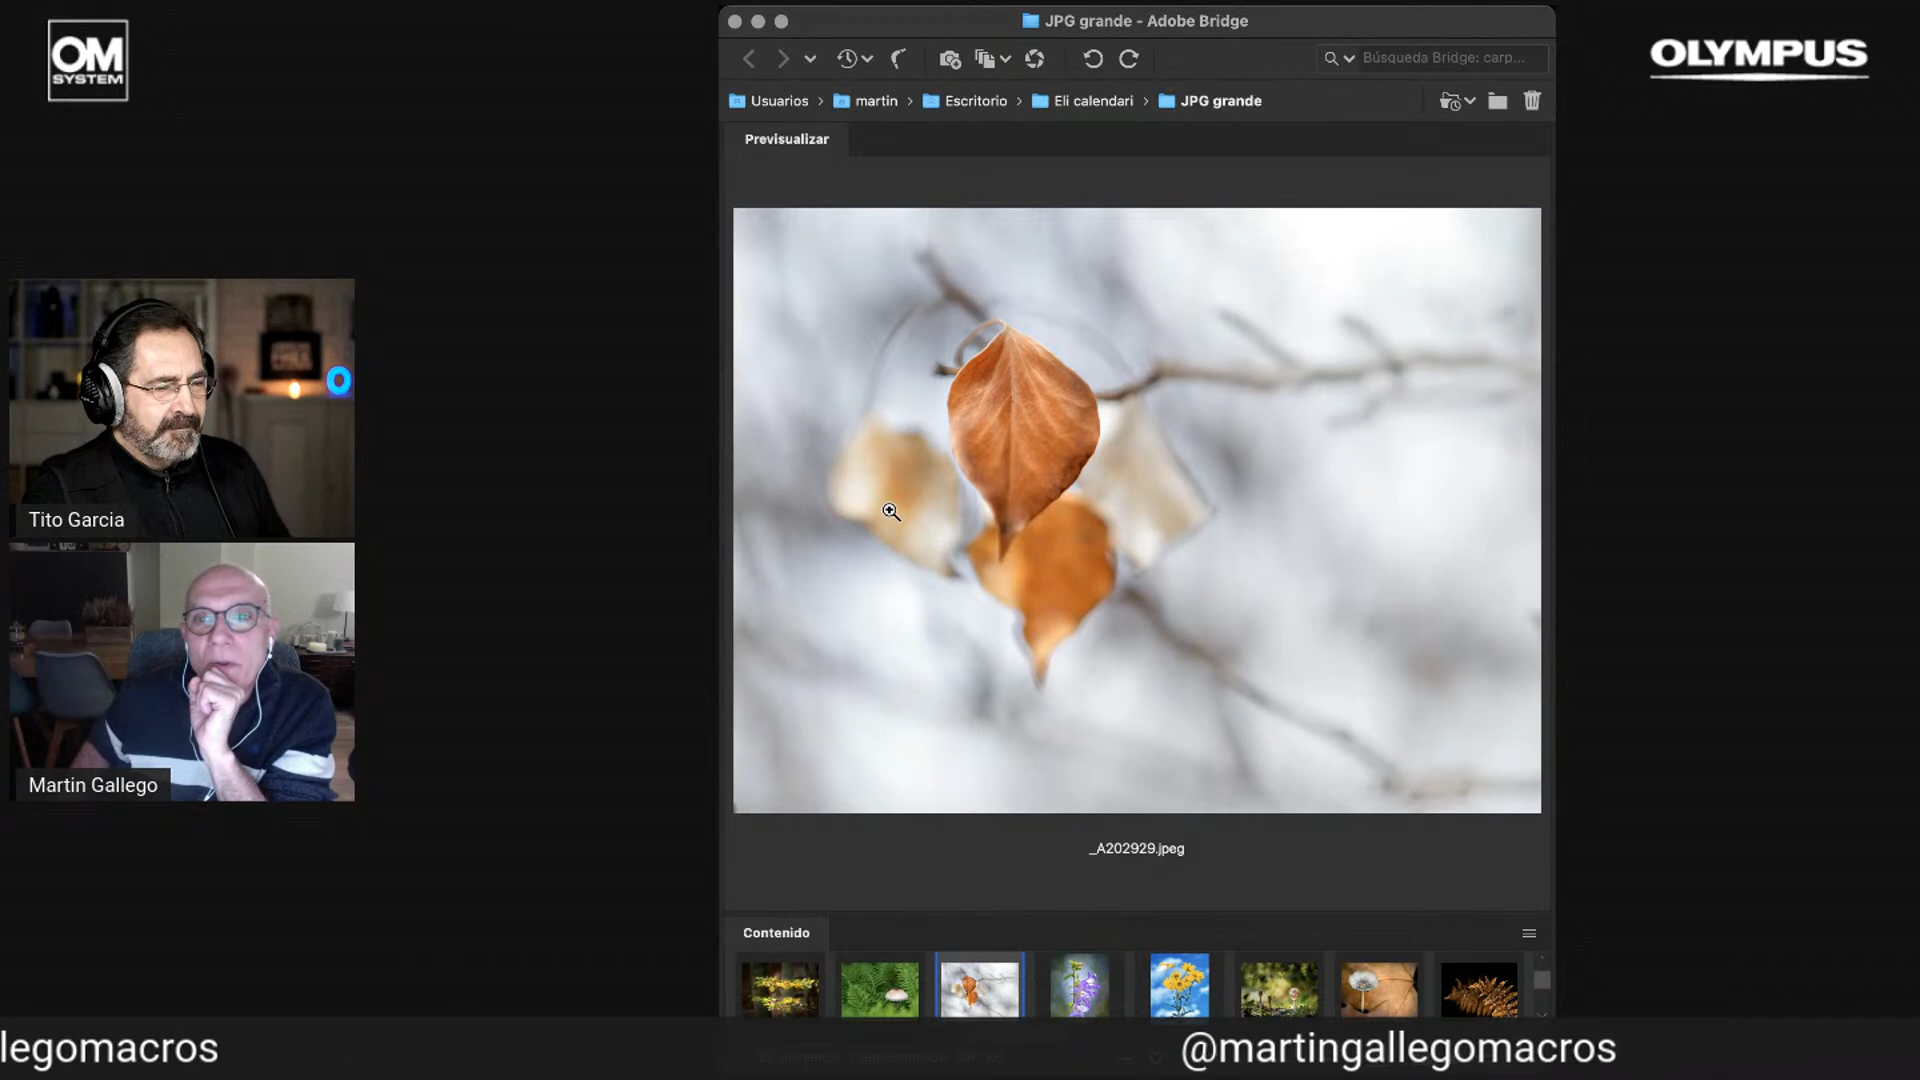 OM
SYSTEM
OLYMPUS
JPG grande - Adobe Bridge
Búsqueda Bridge: carp...
Usuarios > martin > Escritorio > Eli calendari > JPG grande
Previsualizar
Tito Garcia
Martin Gallego
_A202929.jpeg
Contenido
legomacros
@martingallegomacros